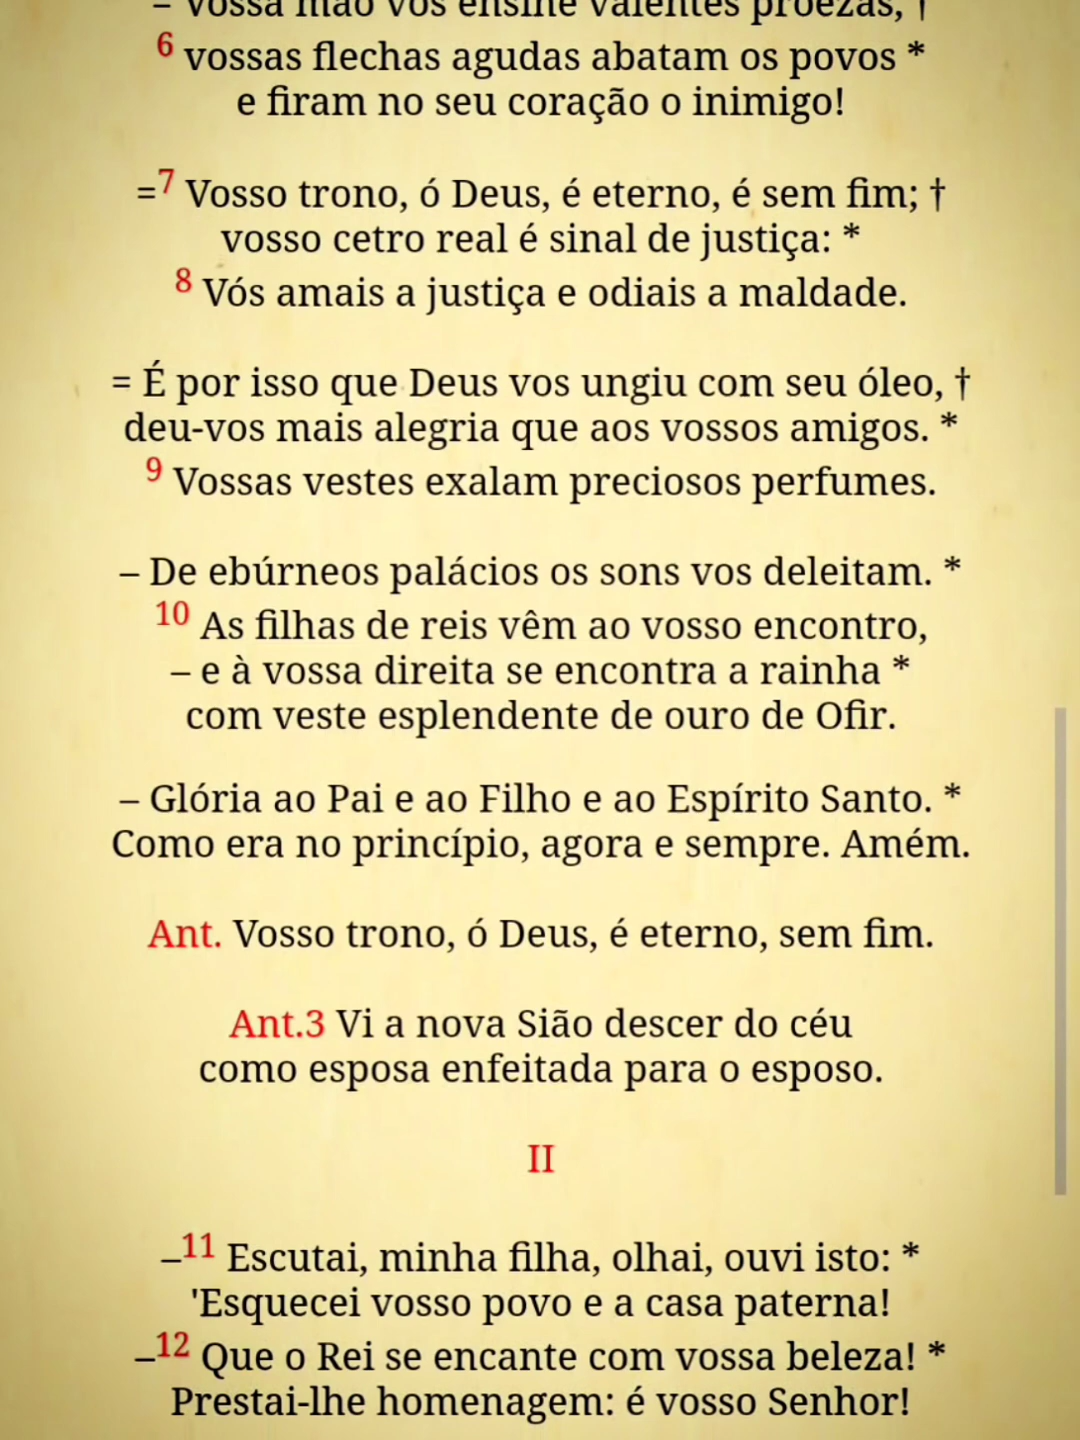 – vossa mão vos ensine valentes proezas, †
6 vossas flechas agudas abatam os povos *
e firam no seu coração o inimigo!
=7 Vosso trono, ó Deus, é eterno, é sem fim; †
vosso cetro real é sinal de justiça: *
8 Vós amais a justiça e odiais a maldade.
= É por isso que Deus vos ungiu com seu óleo, †
deu-vos mais alegria que aos vossos amigos. *
9 Vossas vestes exalam preciosos perfumes.
– De ebúrneos palácios os sons vos deleitam. *
10 As filhas de reis vêm ao vosso encontro,
– e à vossa direita se encontra a rainha *
com veste esplendente de ouro de Ofir.
– Glória ao Pai e ao Filho e ao Espírito Santo. *
Como era no princípio, agora e sempre. Amém.
Ant. Vosso trono, ó Deus, é eterno, sem fim.
Ant.3 Vi a nova Sião descer do céu
como esposa enfeitada para o esposo.
II
–11 Escutai, minha filha, olhai, ouvi isto: *
'Esquecei vosso povo e a casa paterna!
–12 Que o Rei se encante com vossa beleza! *
Prestai-lhe homenagem: é vosso Senhor!